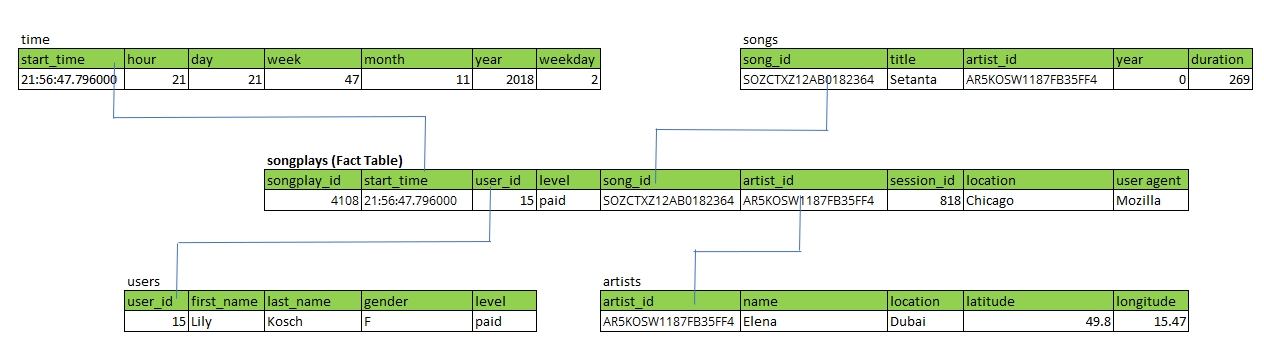 time
start_time hour day week month year weekday
21:56:47.796000 21 21 47 11 2018 2
songs
song_id title artist_id year duration
SOZCTXZ12AB0182364 Setanta AR5KOSW1187FB35FF4 0 269
songplays (Fact Table)
songplay_id start_time user_id level song_id artist_id session_id location user agent
4108 21:56:47.796000 15 paid SOZCTXZ12AB0182364 AR5KOSW1187FB35FF4 818 Chicago Mozilla
users
user_id first_name last_name gender level
15 Lily Kosch F paid
artists
artist_id name location latitude longitude
AR5KOSW1187FB35FF4 Elena Dubai 49.8 15.47